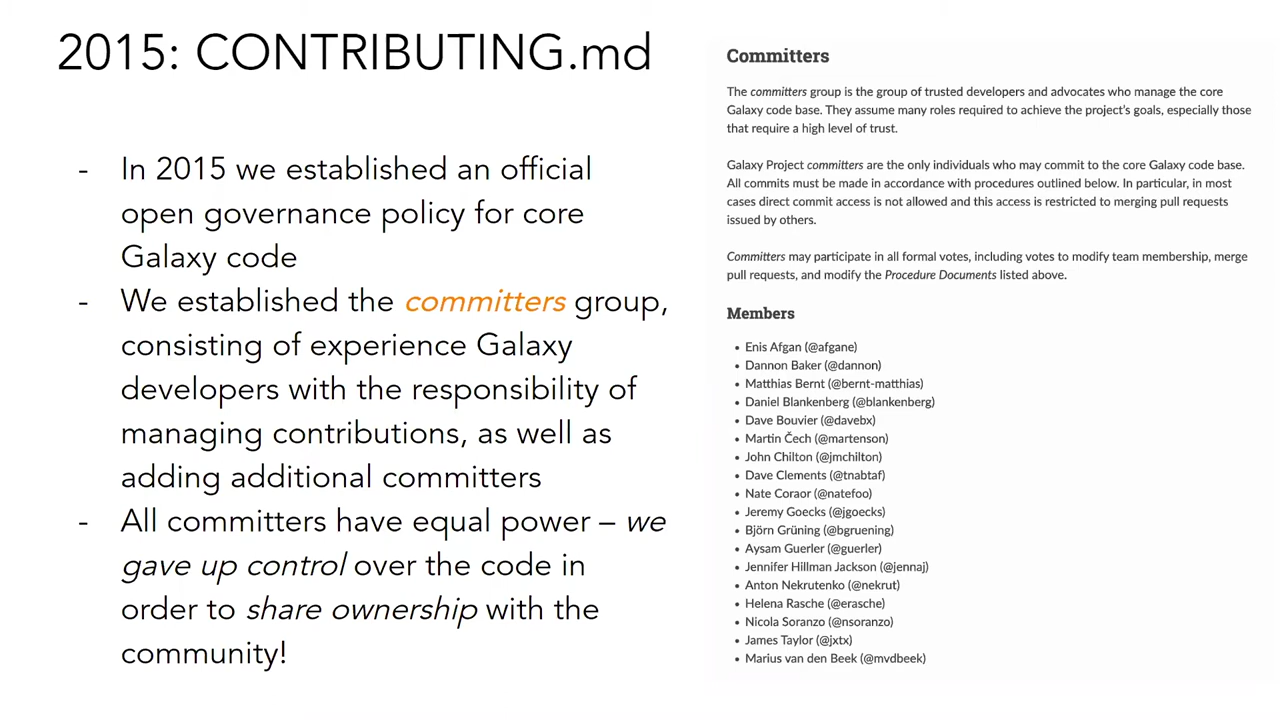 2015: CONTRIBUTING.md
- In 2015 we established an official
open governance policy for core
Galaxy code
- We established the committers group,
consisting of experience Galaxy
developers with the responsibility of
managing contributions, as well as
adding additional committers
- All committers have equal power – we
gave up control over the code in
order to share ownership with the
community!
Committers
The committers group is the group of trusted developers and advocates who manage the core
Galaxy code base. They assume many roles required to achieve the project's goals, especially those
that require a high level of trust.
Galaxy Project committers are the only individuals who may commit to the core Galaxy code base.
All commits must be made in accordance with procedures outlined below. In particular, in most
cases direct commit access is not allowed and this access is restricted to merging pull requests
issued by others.
Committers may participate in all formal votes, including votes to modify team membership, merge
pull requests, and modify the Procedure Documents listed above.
Members
• Enis Afgan (@afgane)
• Dannon Baker (@dannon)
• Matthias Bernt (@bernt-matthias)
• Daniel Blankenberg (@blankenberg)
• Dave Bouvier (@davebx)
• Martin Čech (@martenson)
• John Chilton (@jmchilton)
• Dave Clements (@tnabtaf)
• Nate Coraor (@natefoo)
• Jeremy Goecks (@jgoecks)
• Björn Grüning (@bgruening)
• Aysam Guerler (@guerler)
• Jennifer Hillman Jackson (@jennaj)
• Anton Nekrutenko (@nekrut)
• Helena Rasche (@erasche)
• Nicola Soranzo (@nsoranzo)
• James Taylor (@jxtx)
• Marius van den Beek (@mvdbeek)